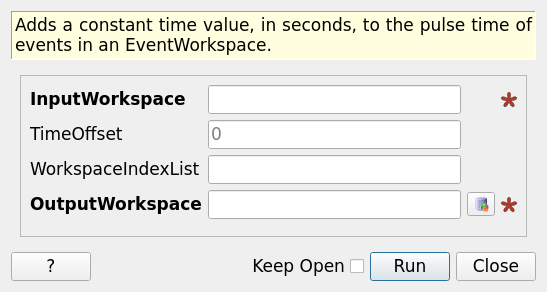 Adds a constant time value, in seconds, to the pulse time of
events in an EventWorkspace.
InputWorkspace
TimeOffset 0
WorkspaceIndexList
OutputWorkspace
? Keep Open Run Close